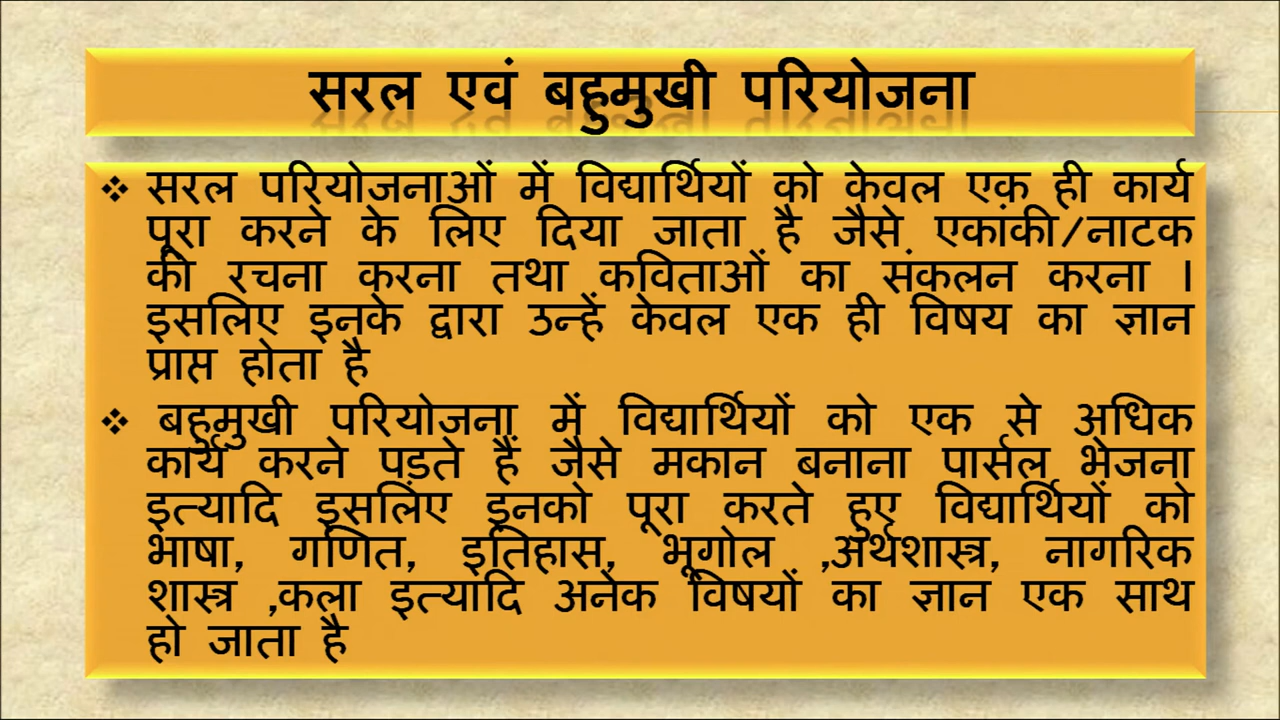 सरल एवं बहुमुखी परियोजना
❖ सरल परियोजनाओं में विद्यार्थियों को केवल एक ही कार्य
पूरा करने के लिए दिया जाता है जैसे एकांकी/नाटक
की रचना करना तथा कविताओं का संकलन करना ।
इसलिए इनके द्वारा उन्हें केवल एक ही विषय का ज्ञान
प्राप्त होता है
❖ बहुमुखी परियोजना में विद्यार्थियों को एक से अधिक
कार्य करने पड़ते हैं जैसे मकान बनाना पार्सल भेजना
इत्यादि इसलिए इनको पूरा करते हुए विद्यार्थियों को
भाषा, गणित, इतिहास, भूगोल ,अर्थशास्त्र, नागरिक
शास्त्र ,कला इत्यादि अनेक विषयों का ज्ञान एक साथ
हो जाता है